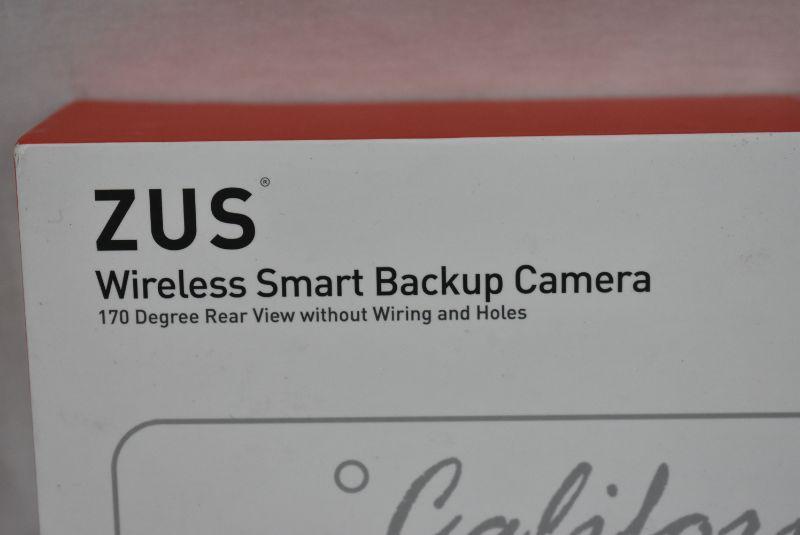 ZUS®
Wireless Smart Backup Camera
170 Degree Rear View without Wiring and Holes